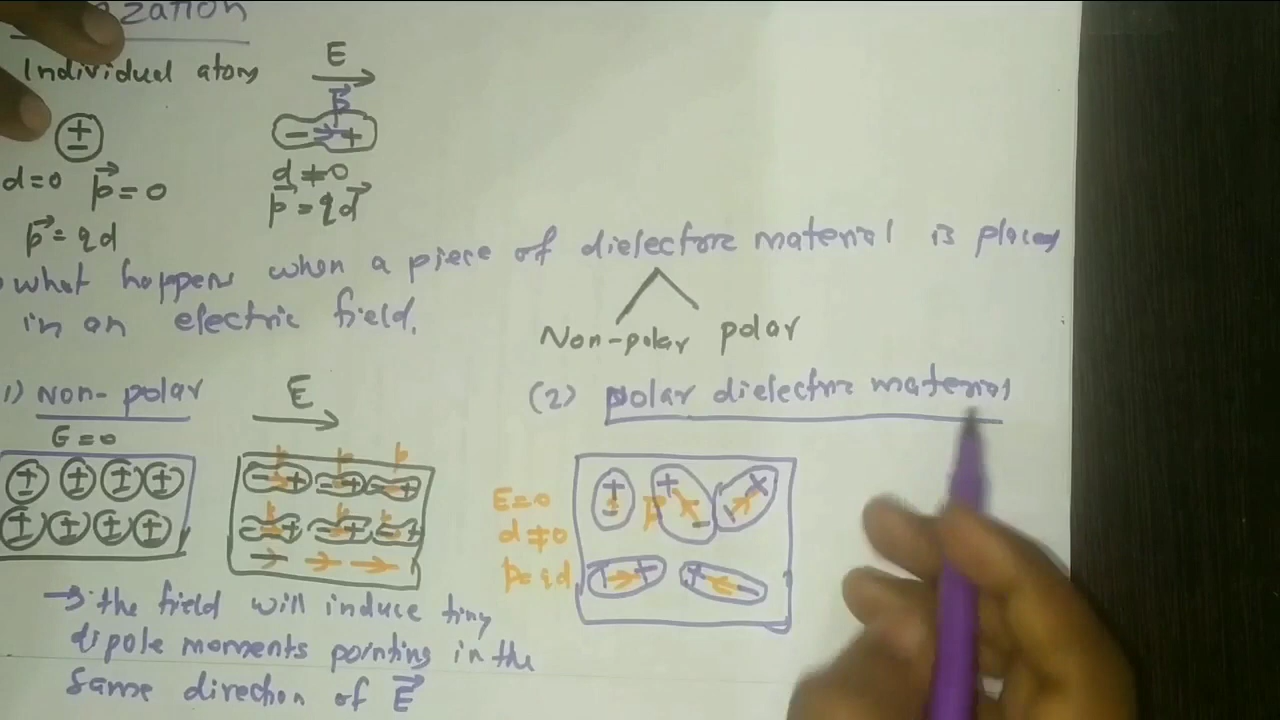 zation
Individual atom
E
p⃗
±
- → +
d=0 p⃗=0
d≠0
p⃗=qd
p⃗=qd⃗
what happens when a piece of dielectric material is placed
in an electric field.
Non-polar polar
1) Non-polar
E
(2) polar dielectric material
E=0
± ± ± ±
± ± ± ±
p p p
- + - + - +
p p p
- + - + - +
E=0
d≠0
p=qd
+ + +
- p - -
- + + -
→ the field will induce tiny
dipole moments pointing in the
same direction of E⃗